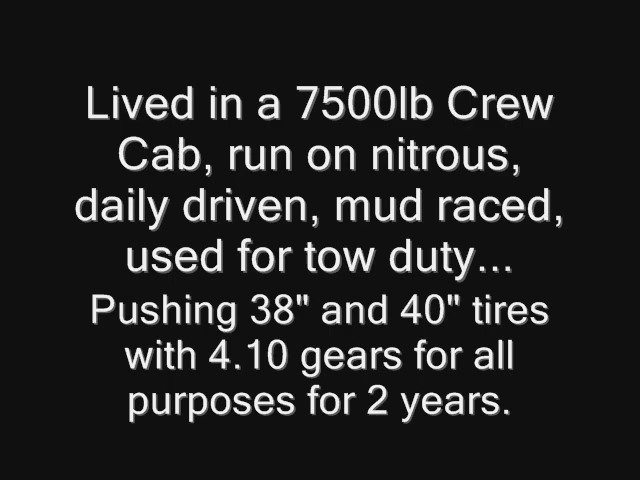 Lived in a 7500lb Crew
Cab, run on nitrous,
daily driven, mud raced,
used for tow duty...
Pushing 38" and 40" tires
with 4.10 gears for all
purposes for 2 years.